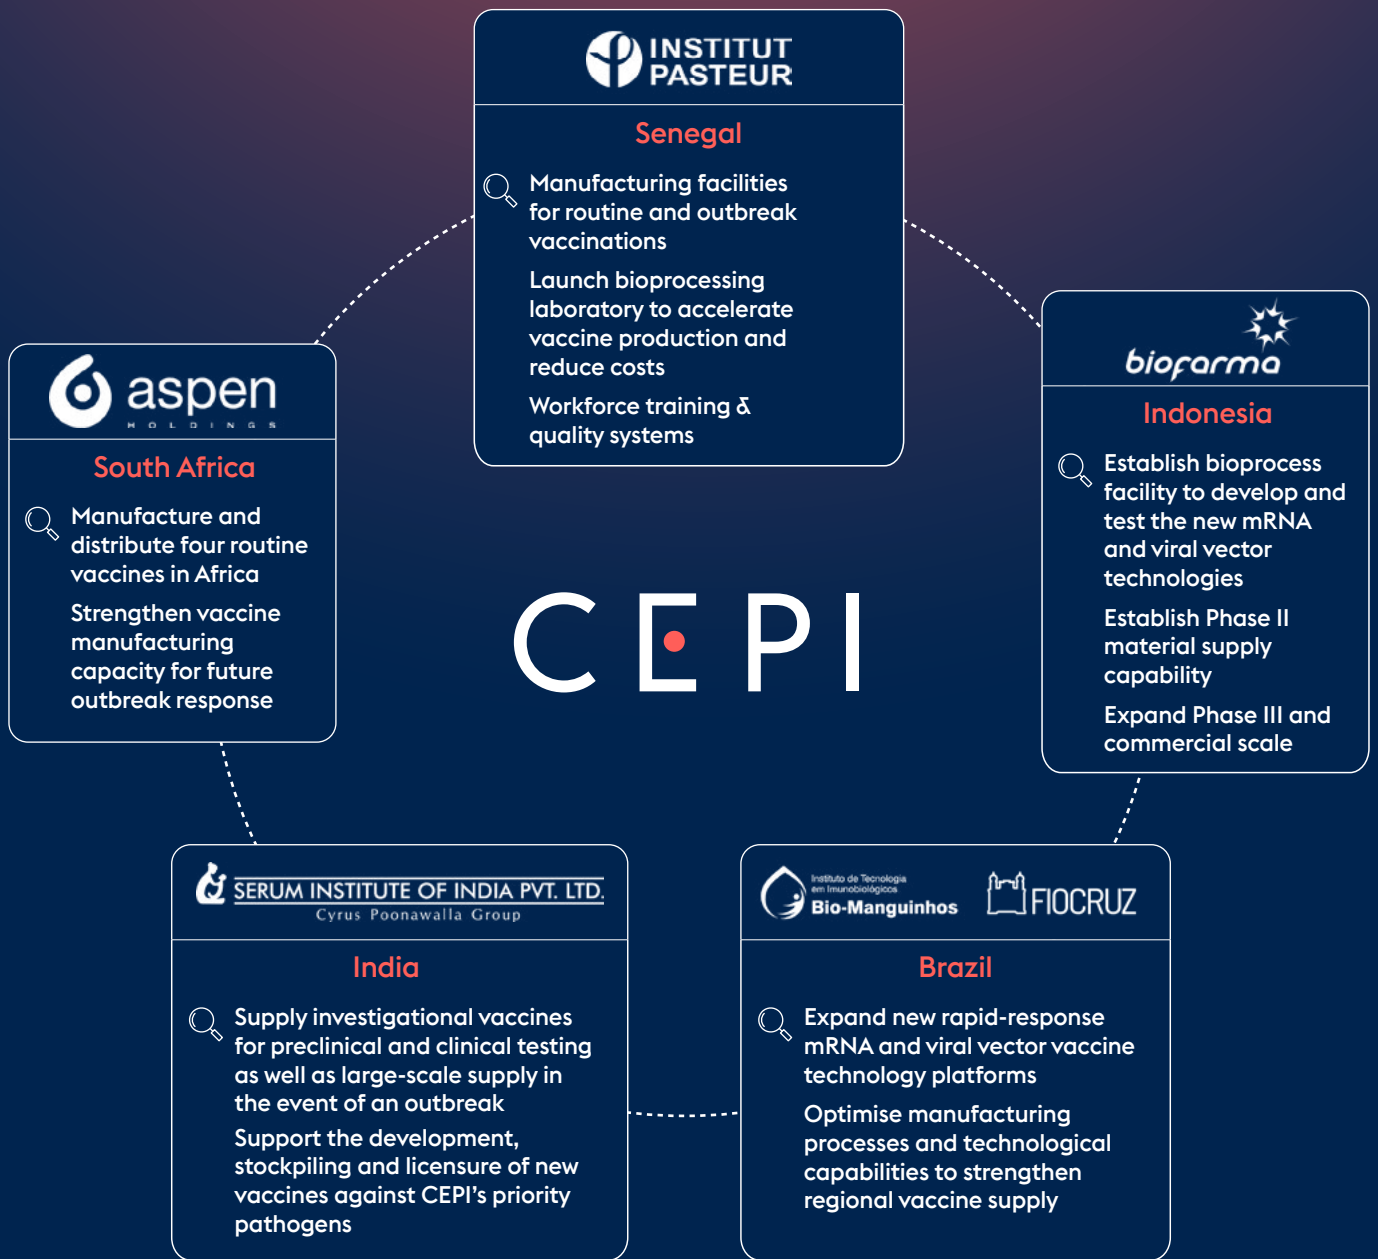 INSTITUT
PASTEUR
Senegal
Manufacturing facilities
for routine and outbreak
vaccinations
Launch bioprocessing
laboratory to accelerate
vaccine production and
reduce costs
Workforce training &
quality systems
biofarma
Indonesia
Establish bioprocess
facility to develop and
test the new mRNA
and viral vector
technologies
Establish Phase II
material supply
capability
Expand Phase III and
commercial scale
aspen
HOLDINGS
South Africa
Manufacture and
distribute four routine
vaccines in Africa
Strengthen vaccine
manufacturing
capacity for future
outbreak response
CEPI
SERUM INSTITUTE OF INDIA PVT. LTD.
Cyrus Poonawalla Group
India
Supply investigational vaccines
for preclinical and clinical testing
as well as large-scale supply in
the event of an outbreak
Support the development,
stockpiling and licensure of new
vaccines against CEPI’s priority
pathogens
Instituto de Tecnologia
em Imunobiológicos
Bio-Manguinhos
FIOCRUZ
Brazil
Expand new rapid-response
mRNA and viral vector vaccine
technology platforms
Optimise manufacturing
processes and technological
capabilities to strengthen
regional vaccine supply